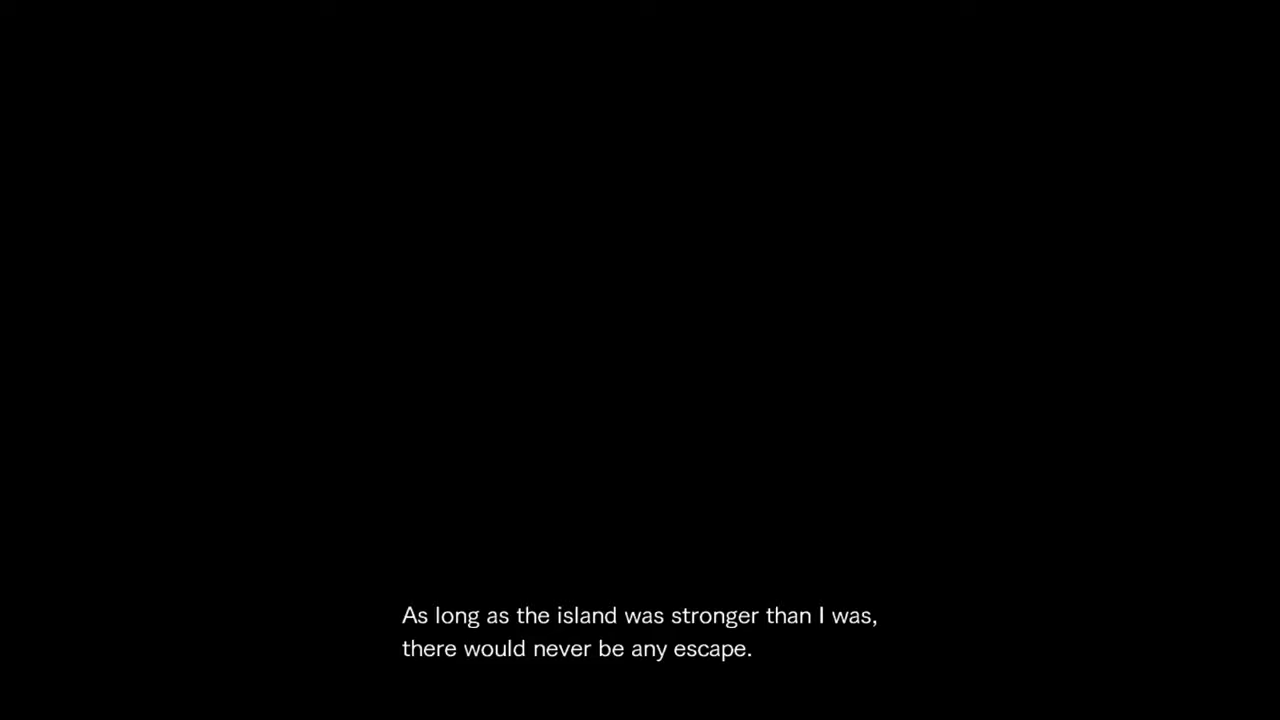 As long as the island was stronger than I was,
there would never be any escape.